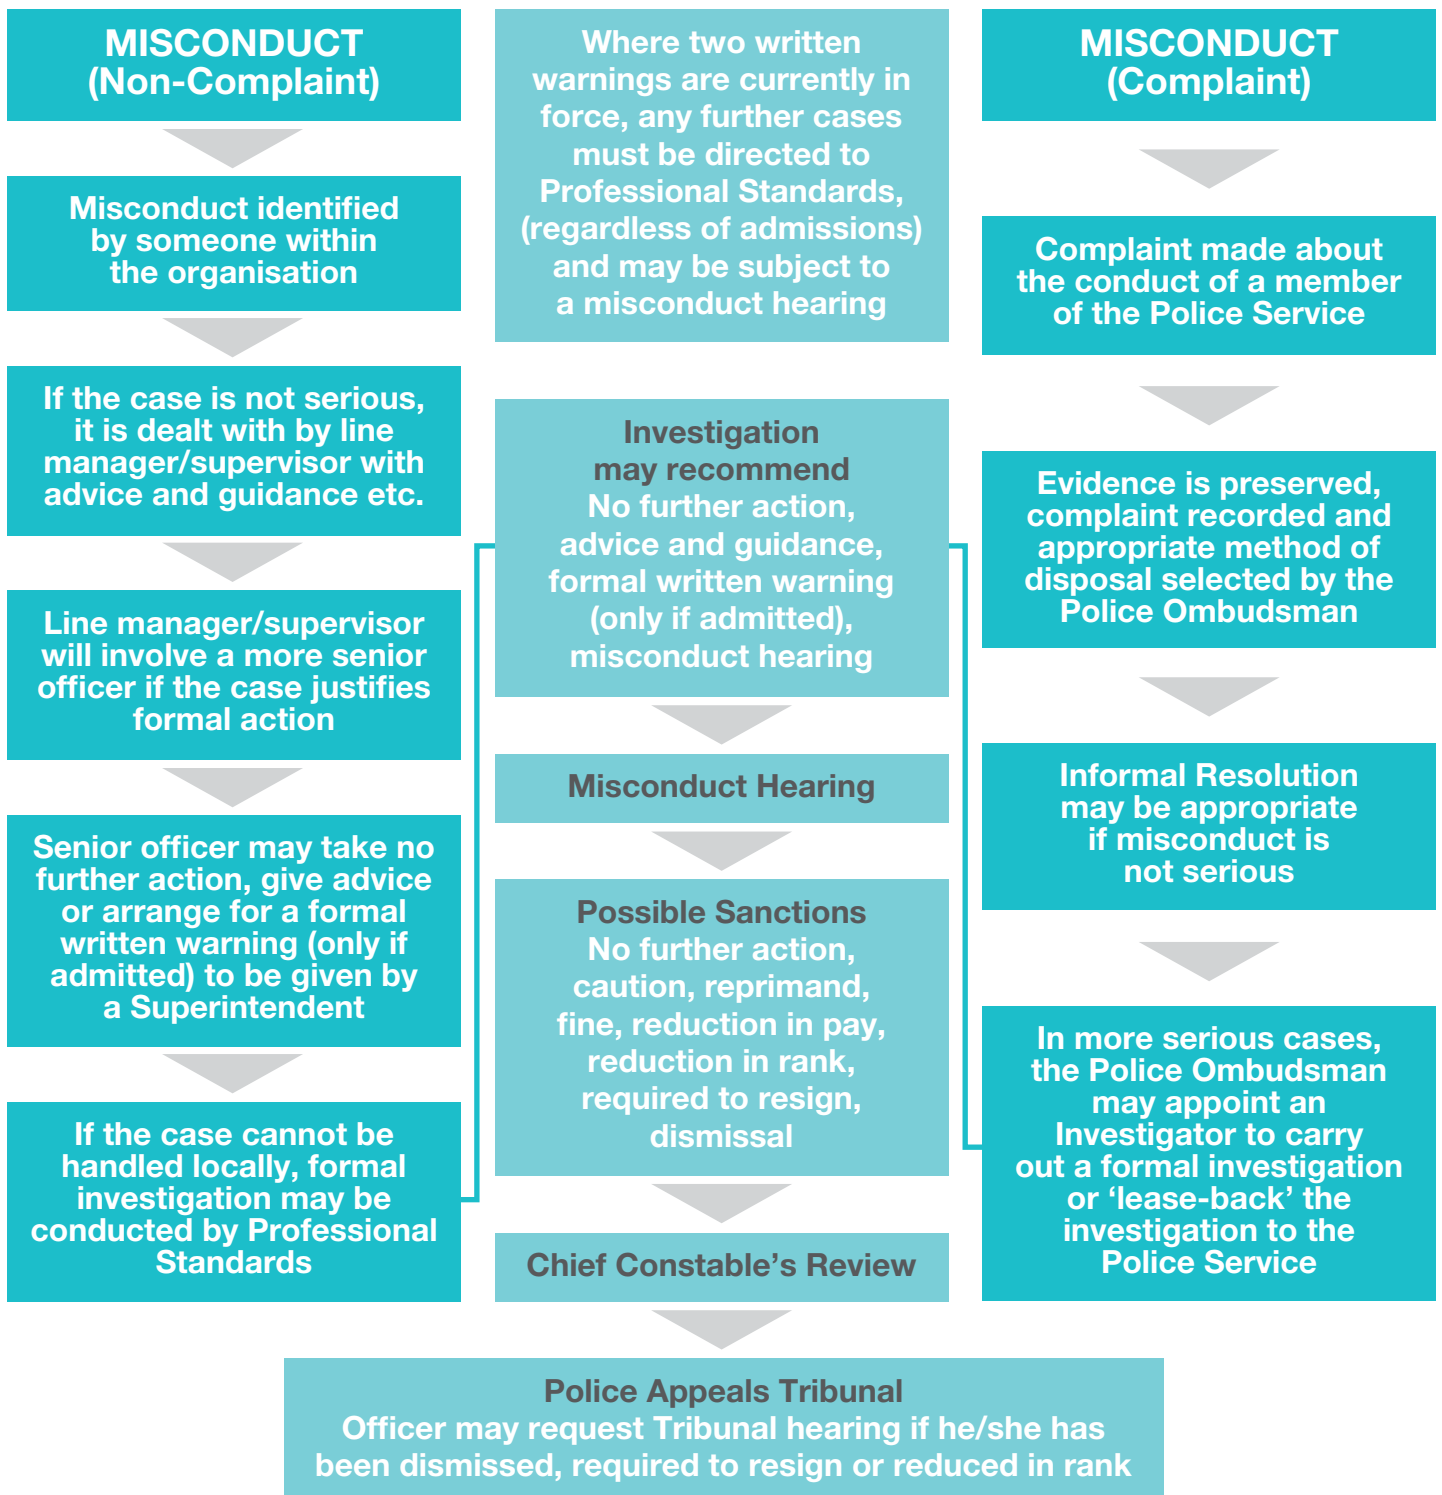 MISCONDUCT
(Non-Complaint)
Misconduct identified
by someone within
the organisation
If the case is not serious,
it is dealt with by line
manager/supervisor with
advice and guidance etc.
Line manager/supervisor
will involve a more senior
officer if the case justifies
formal action
Senior officer may take no
further action, give advice
or arrange for a formal
written warning (only if
admitted) to be given by
a Superintendent
If the case cannot be
handled locally, formal
investigation may be
conducted by Professional
Standards
Where two written
warnings are currently in
force, any further cases
must be directed to
Professional Standards,
(regardless of admissions)
and may be subject to
a misconduct hearing
Investigation
may recommend
No further action,
advice and guidance,
formal written warning
(only if admitted),
misconduct hearing
Misconduct Hearing
Possible Sanctions
No further action,
caution, reprimand,
fine, reduction in pay,
reduction in rank,
required to resign,
dismissal
Chief Constable’s Review
MISCONDUCT
(Complaint)
Complaint made about
the conduct of a member
of the Police Service
Evidence is preserved,
complaint recorded and
appropriate method of
disposal selected by the
Police Ombudsman
Informal Resolution
may be appropriate
if misconduct is
not serious
In more serious cases,
the Police Ombudsman
may appoint an
Investigator to carry
out a formal investigation
or ‘lease-back’ the
investigation to the
Police Service
Police Appeals Tribunal
Officer may request Tribunal hearing if he/she has
been dismissed, required to resign or reduced in rank